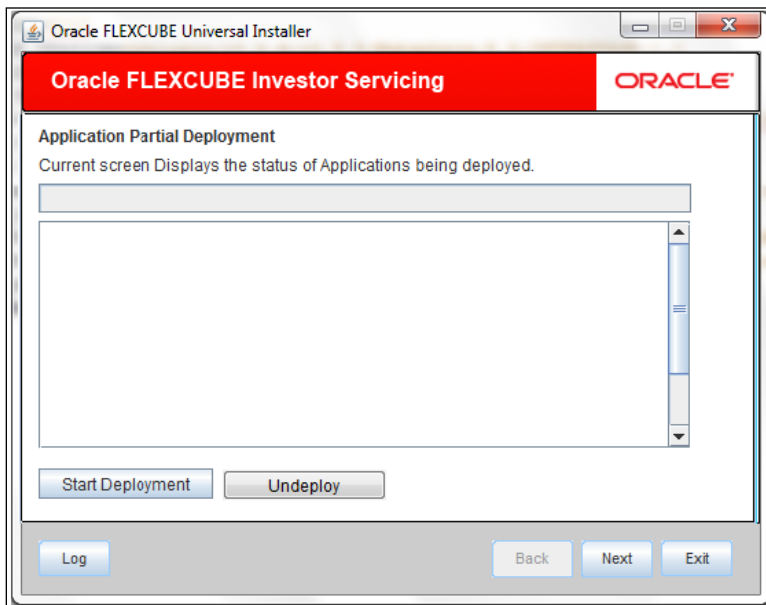 Oracle FLEXCUBE Universal Installer
Oracle FLEXCUBE Investor Servicing
ORACLE
Application Partial Deployment
Current screen Displays the status of Applications being deployed.
Start Deployment Undeploy
Log Back Next Exit